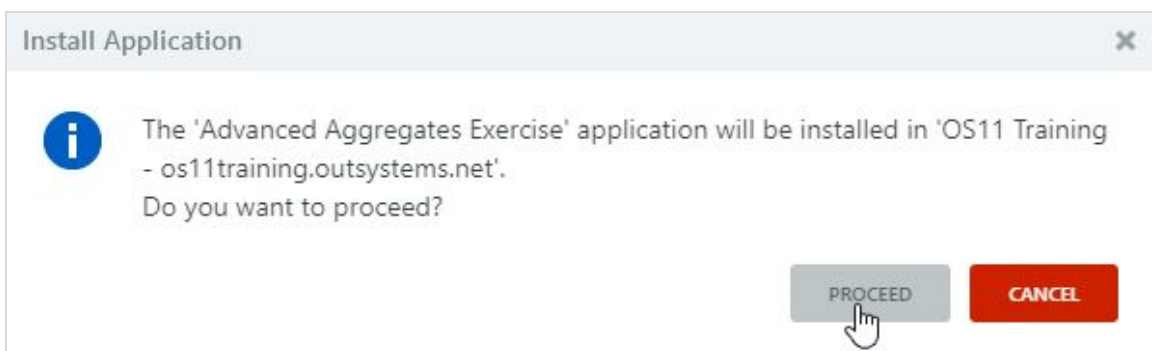 Install Application
The 'Advanced Aggregates Exercise' application will be installed in 'OS11 Training
- os11training.outsystems.net'.
Do you want to proceed?
PROCEED
CANCEL